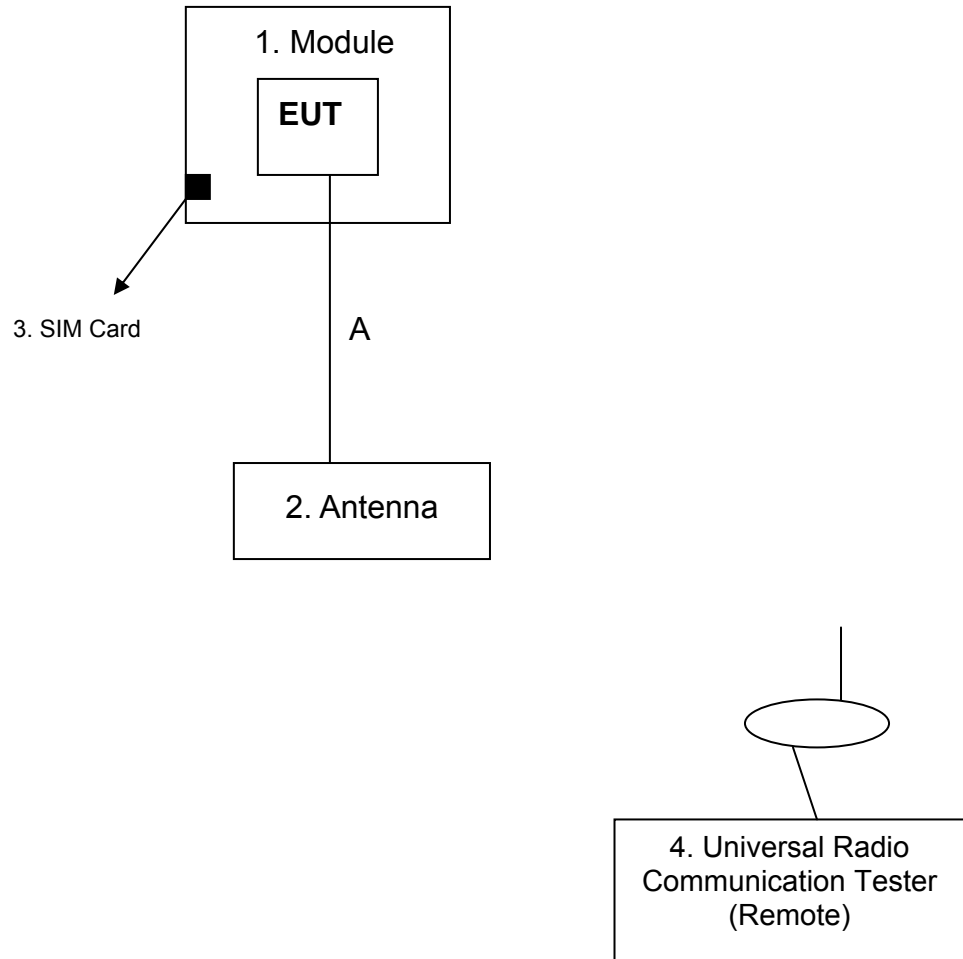 1. Module
EUT
3. SIM Card
A
2. Antenna
4. Universal Radio
Communication Tester
(Remote)